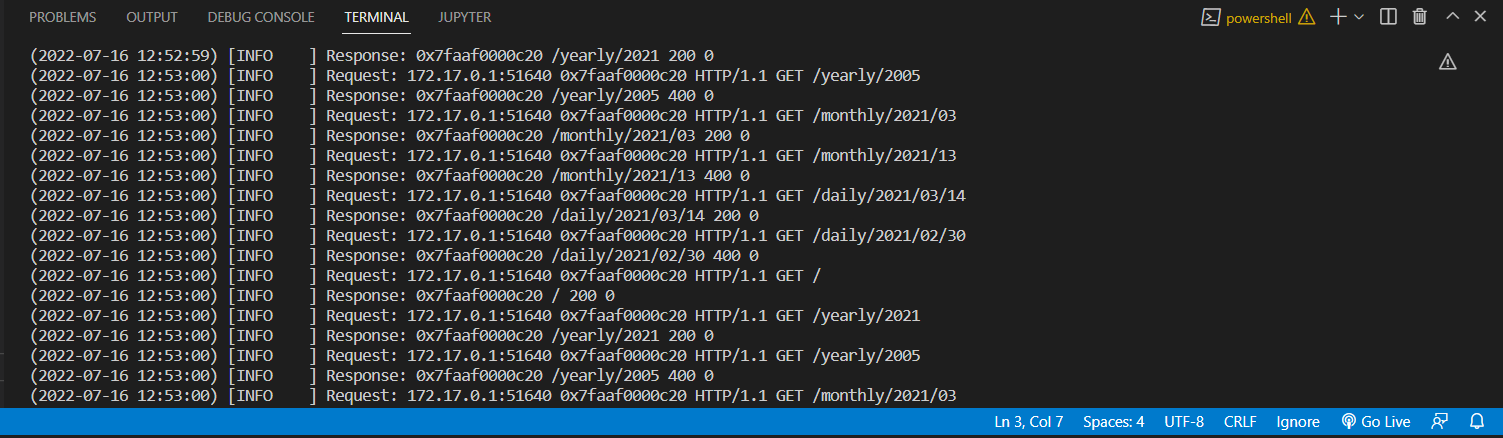 PROBLEMS OUTPUT DEBUG CONSOLE TERMINAL JUPYTER powershell
(2022-07-16 12:52:59) [INFO    ] Response: 0x7faaf0000c20 /yearly/2021 200 0
(2022-07-16 12:53:00) [INFO    ] Request: 172.17.0.1:51640 0x7faaf0000c20 HTTP/1.1 GET /yearly/2005
(2022-07-16 12:53:00) [INFO    ] Response: 0x7faaf0000c20 /yearly/2005 400 0
(2022-07-16 12:53:00) [INFO    ] Request: 172.17.0.1:51640 0x7faaf0000c20 HTTP/1.1 GET /monthly/2021/03
(2022-07-16 12:53:00) [INFO    ] Response: 0x7faaf0000c20 /monthly/2021/03 200 0
(2022-07-16 12:53:00) [INFO    ] Request: 172.17.0.1:51640 0x7faaf0000c20 HTTP/1.1 GET /monthly/2021/13
(2022-07-16 12:53:00) [INFO    ] Response: 0x7faaf0000c20 /monthly/2021/13 400 0
(2022-07-16 12:53:00) [INFO    ] Request: 172.17.0.1:51640 0x7faaf0000c20 HTTP/1.1 GET /daily/2021/03/14
(2022-07-16 12:53:00) [INFO    ] Response: 0x7faaf0000c20 /daily/2021/03/14 200 0
(2022-07-16 12:53:00) [INFO    ] Request: 172.17.0.1:51640 0x7faaf0000c20 HTTP/1.1 GET /daily/2021/02/30
(2022-07-16 12:53:00) [INFO    ] Response: 0x7faaf0000c20 /daily/2021/02/30 400 0
(2022-07-16 12:53:00) [INFO    ] Request: 172.17.0.1:51640 0x7faaf0000c20 HTTP/1.1 GET /
(2022-07-16 12:53:00) [INFO    ] Response: 0x7faaf0000c20 / 200 0
(2022-07-16 12:53:00) [INFO    ] Request: 172.17.0.1:51640 0x7faaf0000c20 HTTP/1.1 GET /yearly/2021
(2022-07-16 12:53:00) [INFO    ] Response: 0x7faaf0000c20 /yearly/2021 200 0
(2022-07-16 12:53:00) [INFO    ] Request: 172.17.0.1:51640 0x7faaf0000c20 HTTP/1.1 GET /yearly/2005
(2022-07-16 12:53:00) [INFO    ] Response: 0x7faaf0000c20 /yearly/2005 400 0
(2022-07-16 12:53:00) [INFO    ] Request: 172.17.0.1:51640 0x7faaf0000c20 HTTP/1.1 GET /monthly/2021/03
Ln 3, Col 7 Spaces: 4 UTF-8 CRLF Ignore Go Live